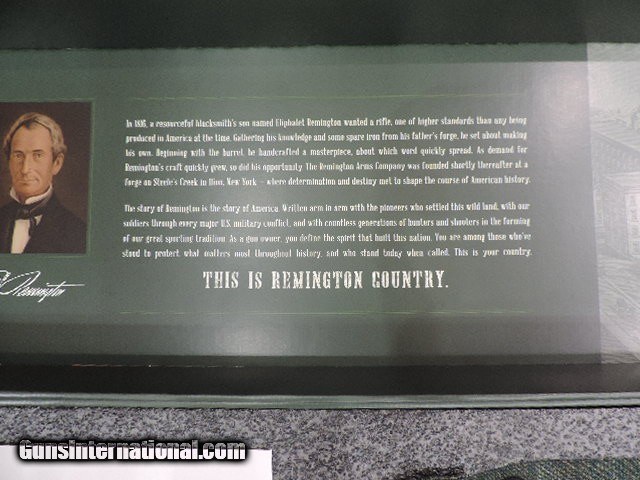 In 1816, a resourceful blacksmith's son named Eliphalet Remington wanted a rifle, one of higher standards than any being
produced in America at the time. Gathering his knowledge and some spare iron from his father's forge, he set about making
his own. Beginning with the barrel, he handcrafted a masterpiece, about which word quickly spread. As demand for
Remington's craft quickly grew, so did his opportunity. The Remington Arms Company was founded shortly thereafter at a
forge on Steele's Creek in Ilion, New York – where determination and destiny met to shape the course of American history.
The story of Remington is the story of America. Written arm in arm with the pioneers who settled this wild land, with our
soldiers through every major U.S. military conflict, and with countless generations of hunters and shooters in the forming
of our great sporting tradition. As a gun owner, you define the spirit that built this nation. You are among those who've
stood to protect what matters most throughout history, and who stand today when called. This is your country.
THIS IS REMINGTON COUNTRY.
Remington
GunsInternational.com